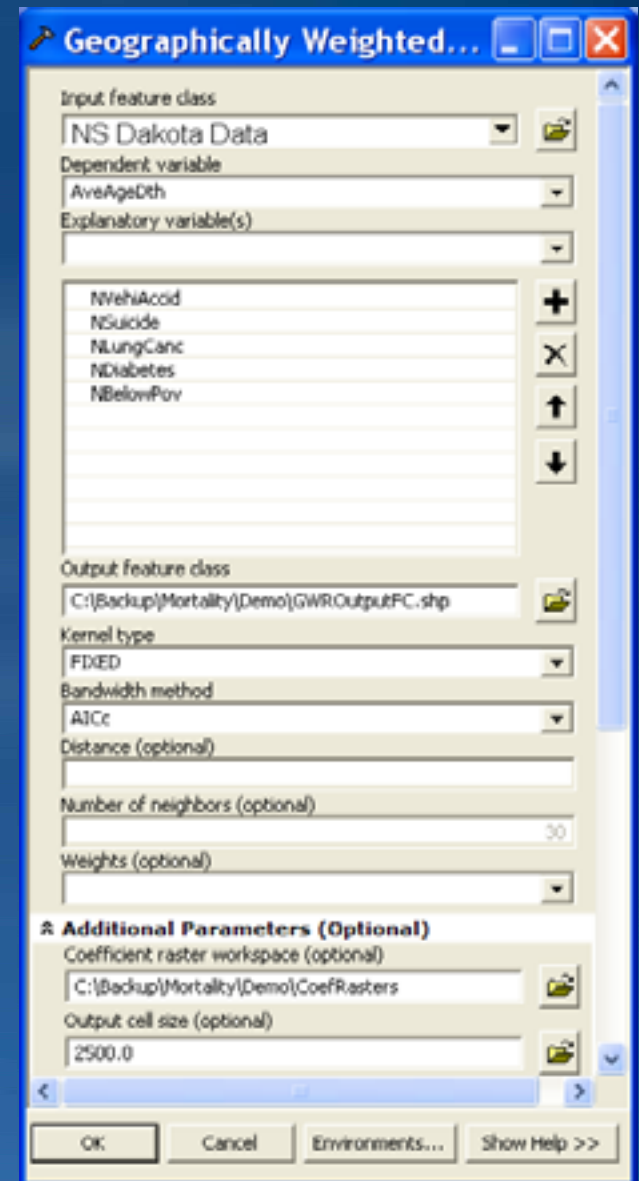 Geographically Weighted...
Input feature class
NS Dakota Data
Dependent variable
AveAgeDth
Explanatory variable(s)
NVehiAccid
NSuicide
NLungCanc
NDiabetes
NBelowPov
Output feature class
C:\Backup\Mortality\Demo\GWROutputFC.shp
Kernel type
FIXED
Bandwidth method
AICc
Distance (optional)
Number of neighbors (optional)
30
Weights (optional)
Additional Parameters (Optional)
Coefficient raster workspace (optional)
C:\Backup\Mortality\Demo\CoefRasters
Output cell size (optional)
2500.0
OK Cancel Environments... Show Help >>